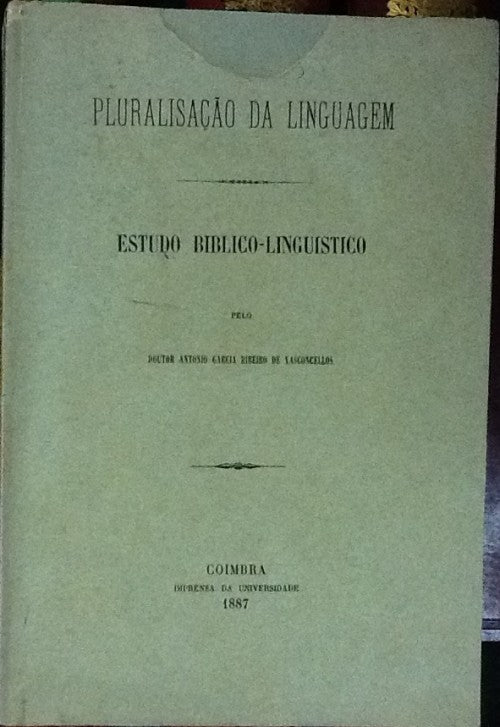 PLURALISAÇÃO DA LINGUAGEM
ESTUDO BIBLICO-LINGUISTICO
PELO
DOUTOR ANTONIO GARCIA RIBEIRO DE VASCONCELLOS
COIMBRA
IMPRENSA DA UNIVERSIDADE
1887